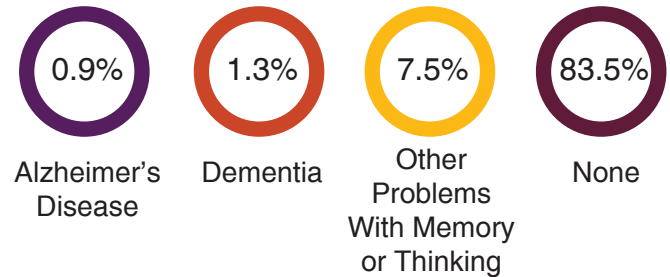 0.9%
Alzheimer's
Disease
1.3%
Dementia
7.5%
Other
Problems
With Memory
or Thinking
83.5%
None